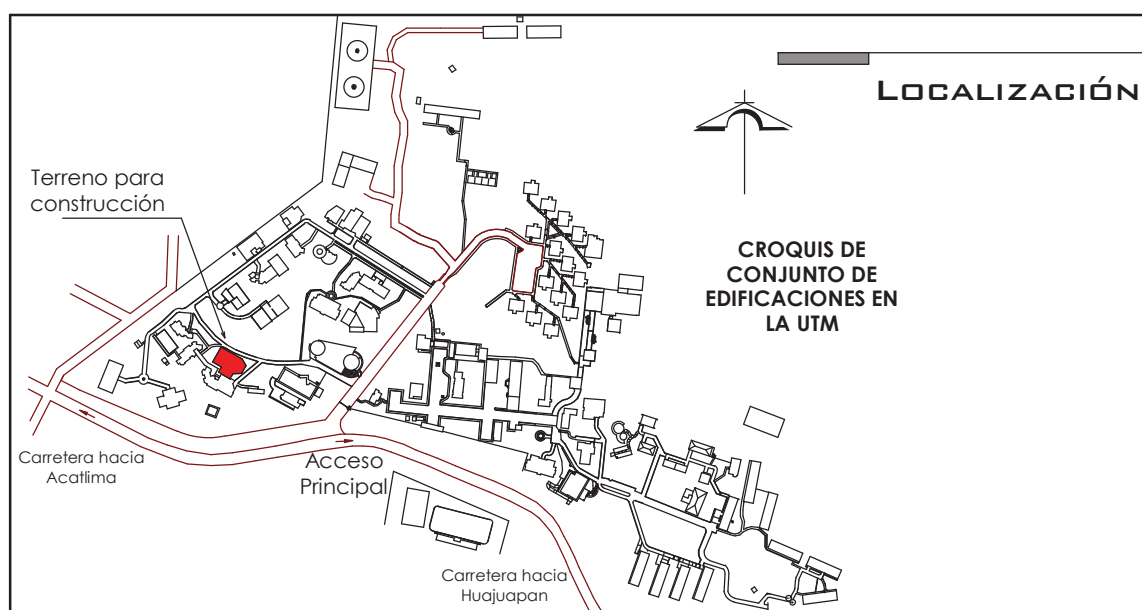 LOCALIZACIÓN
Terreno para
construcción
CROQUIS DE
CONJUNTO DE
EDIFICACIONES EN
LA UTM
Carretera hacia
Acatlima
Acceso
Principal
Carretera hacia
Huajuapan